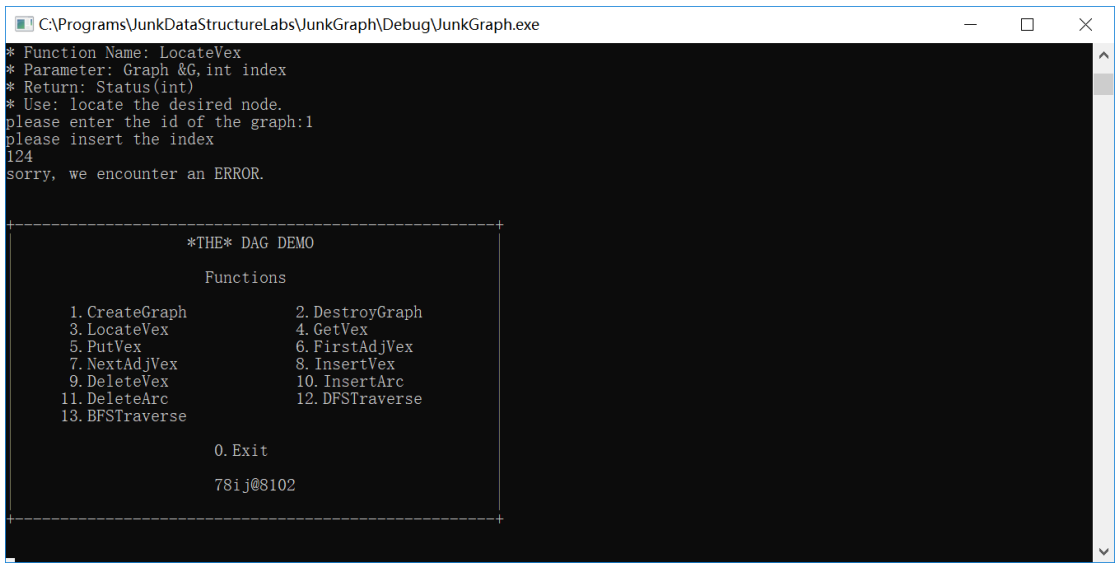 C:\Programs\JunkDataStructureLabs\JunkGraph\Debug\JunkGraph.exe
* Function Name: LocateVex
* Parameter: Graph &G,int index
* Return: Status(int)
* Use: locate the desired node.
please enter the id of the graph:1
please insert the index
124
sorry, we encounter an ERROR.
+-----------------------------------------------------+
*THE* DAG DEMO
Functions
1.CreateGraph 2.DestroyGraph
3.LocateVex 4.GetVex
5.PutVex 6.FirstAdjVex
7.NextAdjVex 8.InsertVex
9.DeleteVex 10.InsertArc
11.DeleteArc 12.DFSTraverse
13.BFSTraverse
0.Exit
78ij@8102
+-----------------------------------------------------+